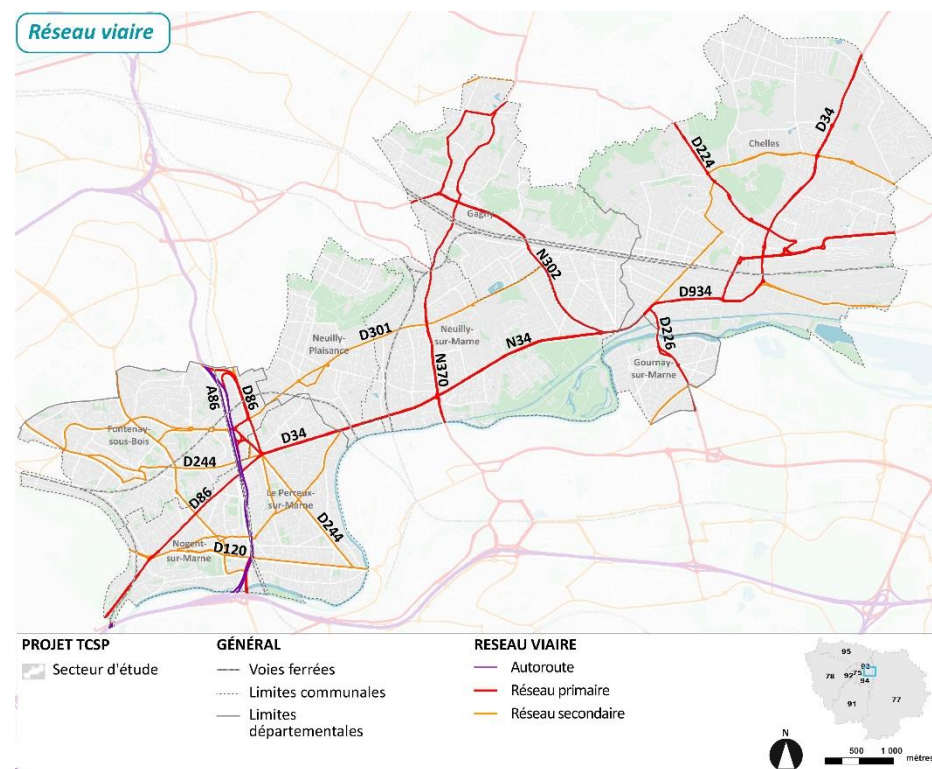 Réseau viaire
D34
D224
Chelles
Gagny
N302
D934
D301
Neuilly-
Plaisance
Neuilly-
sur-Marne
N34
D226
Gournay-
sur-Marne
N370
A86
D86
D34
Fontenay-
sous-Bois
D244
D86
Le Perreux-
sur-Marne
D244
Nogent-
sur-Marne
D120
PROJET TCSP
Secteur d'étude
GÉNÉRAL
Voies ferrées
Limites communales
Limites
départementales
RESEAU VIAIRE
Autoroute
Réseau primaire
Réseau secondaire
95
93
78
92
75
94
91
77
N
500
1 000
mètres